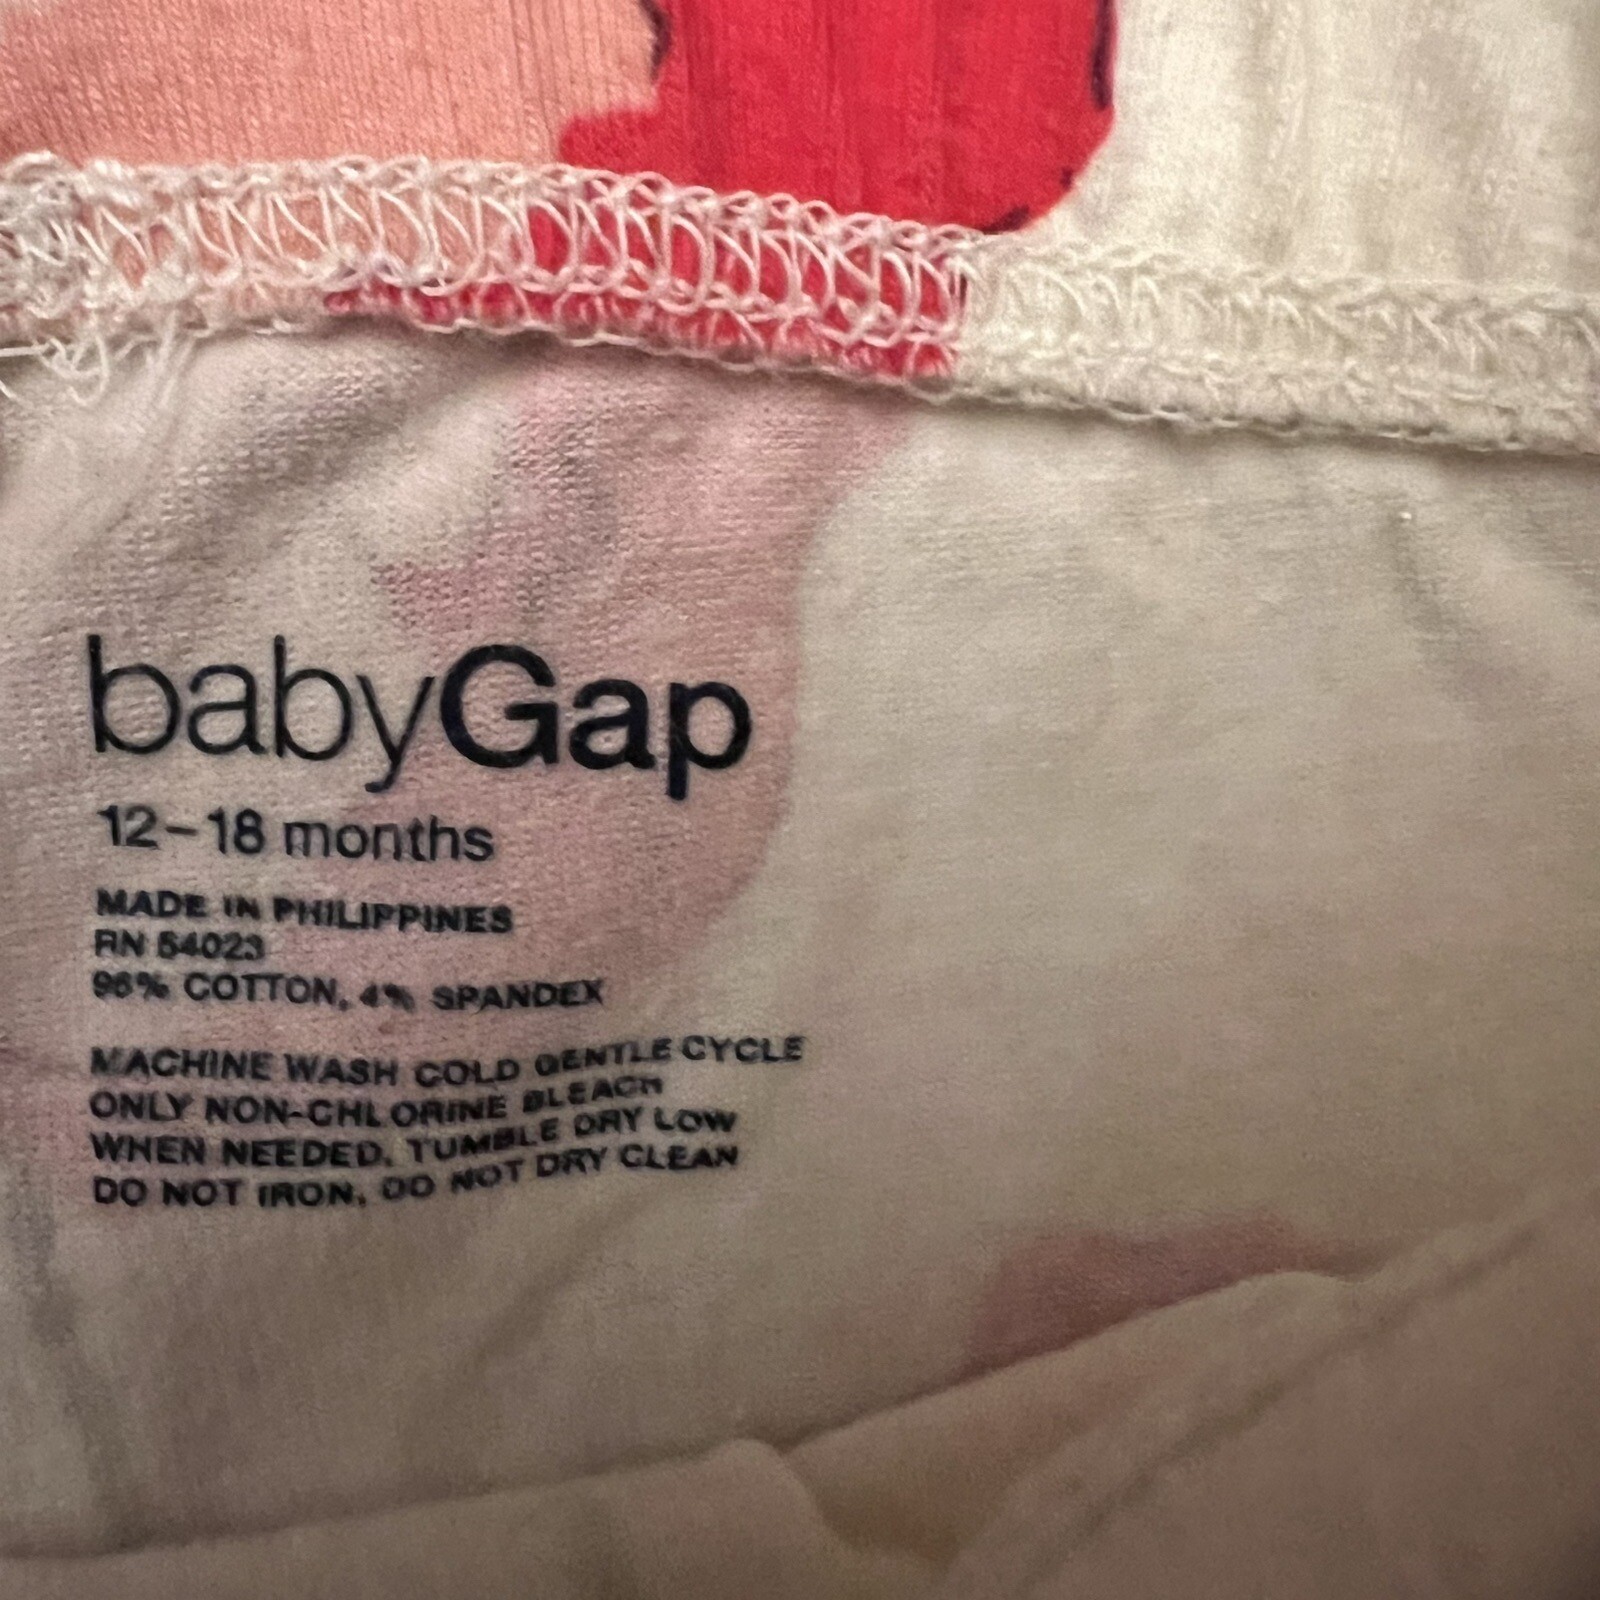 babyGap
12-18 months
MADE IN PHILIPPINES
RN 54023
96% COTTON, 4% SPANDEX
MACHINE WASH COLD GENTLE CYCLE
ONLY NON-CHLORINE BLEACH
WHEN NEEDED, TUMBLE DRY LOW
DO NOT IRON, DO NOT DRY CLEAN